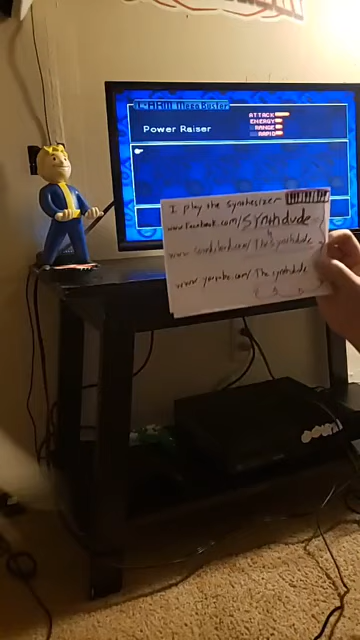 L-ARM Mega Buster
ATTACK
ENERGY
RANGE
RAPID
Power Raiser
I play the Synthesizer
www.Facebook.com/Synthdude
www.soundcloud.com/TheSynthdude
www.youtube.com/Thesynthdude